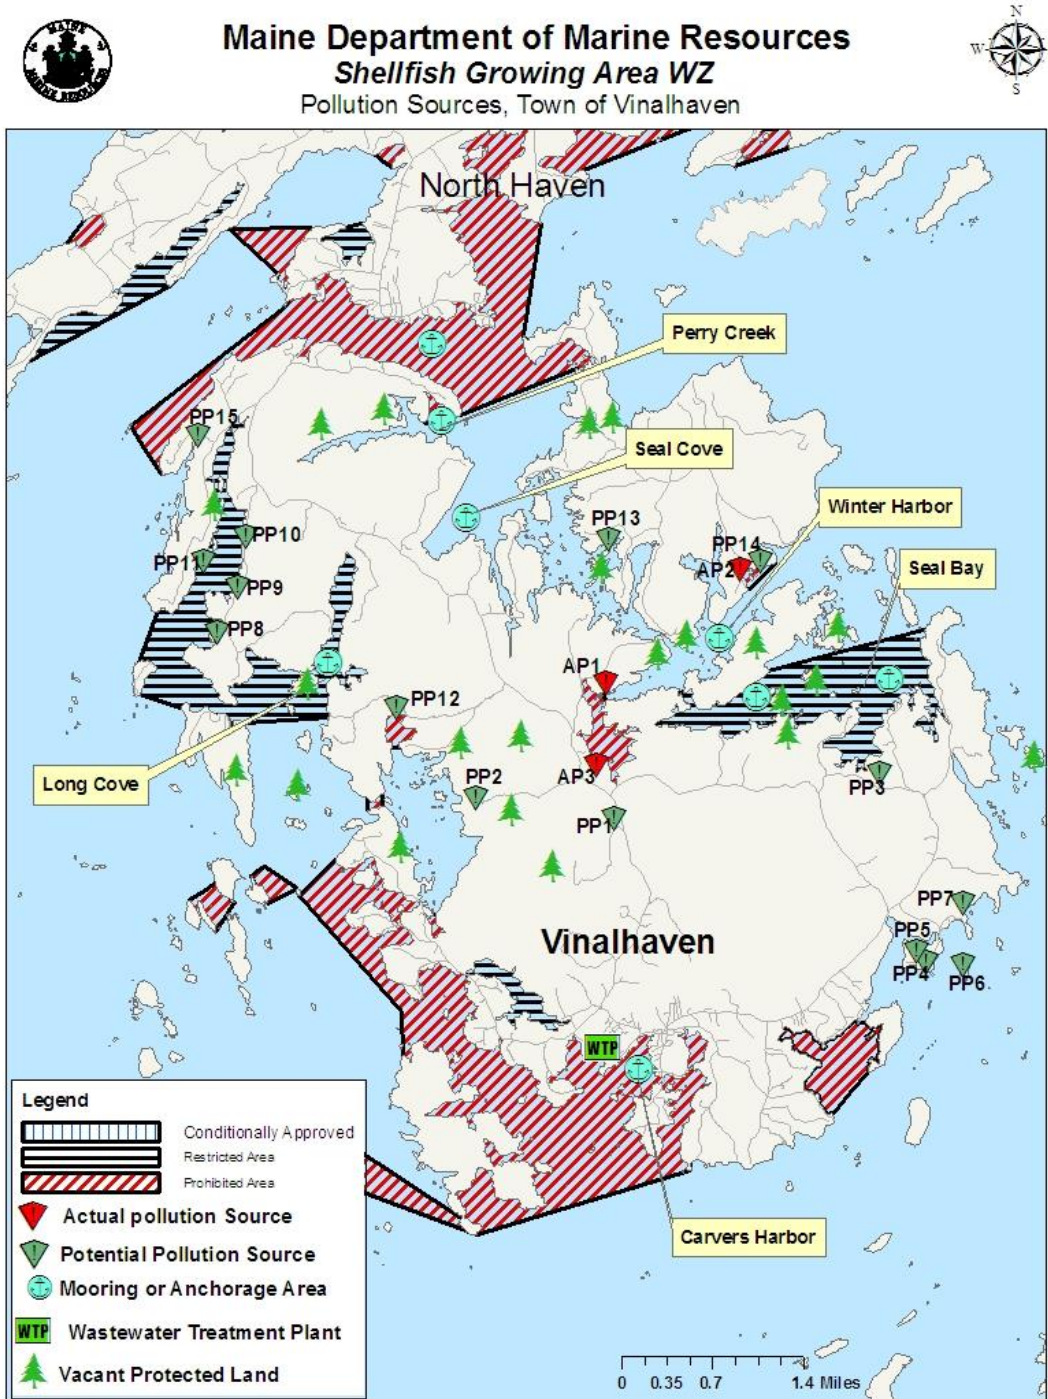 MAINE
MARINE RESOURCES
Maine Department of Marine Resources
Shellfish Growing Area WZ
Pollution Sources, Town of Vinalhaven
N
W
S
North Haven
Perry Creek
PP15
Seal Cove
Winter Harbor
PP13
PP10
PP14
PP11
AP2
Seal Bay
PP9
PP8
AP1
PP12
Long Cove
PP2
AP3
PP3
PP1
PP7
Vinalhaven
PP5
PP4
PP6
WTP
Legend
Conditionally Approved
Restricted Area
Prohibited Area
Actual pollution Source
Potential Pollution Source
Carvers Harbor
Mooring or Anchorage Area
WTP Wastewater Treatment Plant
Vacant Protected Land
0 0.35 0.7 1.4 Miles